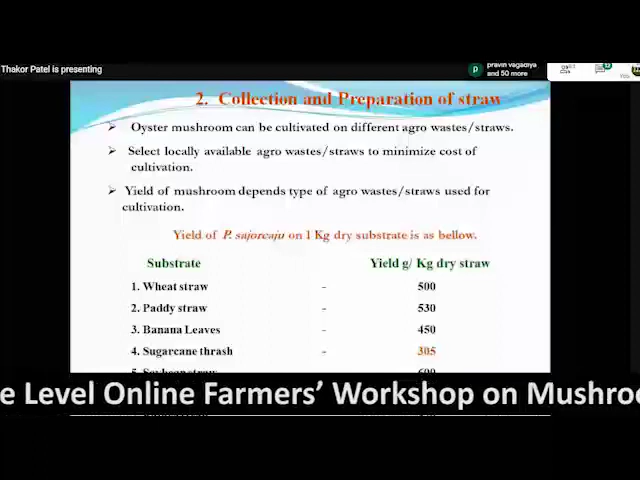 Thakor Patel is presenting
pravin vagadiya
and 50 more
2. Collection and Preparation of straw
Oyster mushroom can be cultivated on different agro wastes/straws.
Select locally available agro wastes/straws to minimize cost of
cultivation.
Yield of mushroom depends type of agro wastes/straws used for
cultivation.
Yield of P. sajorcaju on 1 Kg dry substrate is as bellow.
Substrate Yield g/ Kg dry straw
1. Wheat straw - 500
2. Paddy straw - 530
3. Banana Leaves - 450
4. Sugarcane thrash - 305
5. Soybean straw 600
e Level Online Farmers’ Workshop on Mushroo